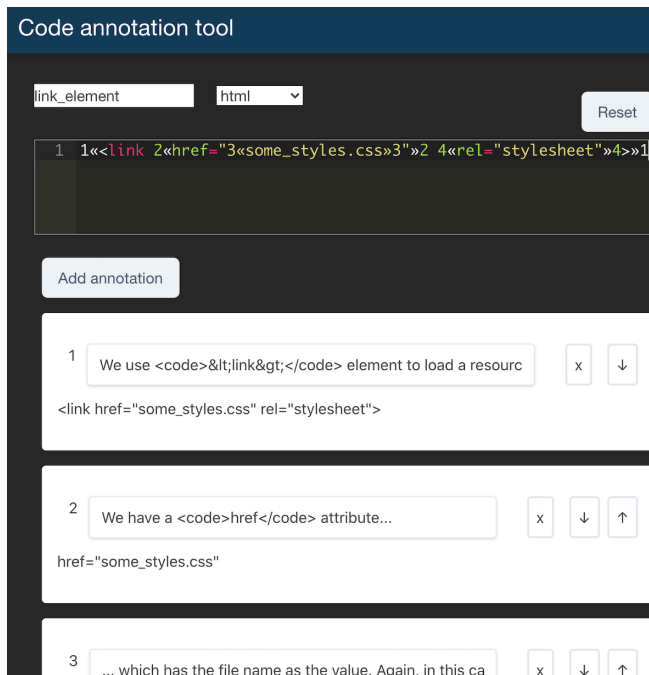 Code annotation tool
link_element html
Reset
1 1«<link 2«href="3«some_styles.css»3"»2 4«rel="stylesheet"»4>»1
Add annotation
1 We use <code>&lt;link&gt;</code> element to load a resourc x ↓
<link href="some_styles.css" rel="stylesheet">
2 We have a <code>href</code> attribute... x ↓ ↑
href="some_styles.css"
3 ... which has the file name as the value. Again, in this ca x ↓ ↑